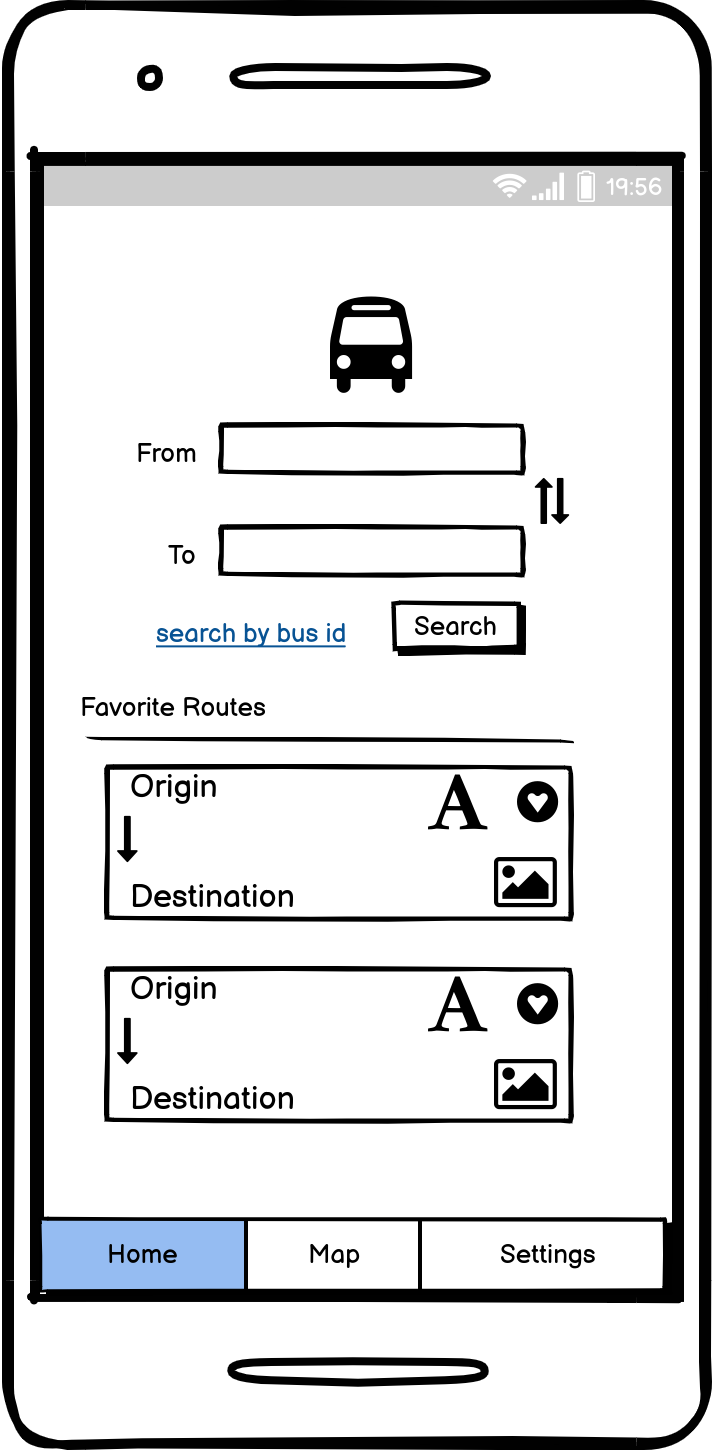 19:56
From
To
search by bus id
Search
Favorite Routes
Origin
A
Destination
Origin
A
Destination
Home
Map
Settings